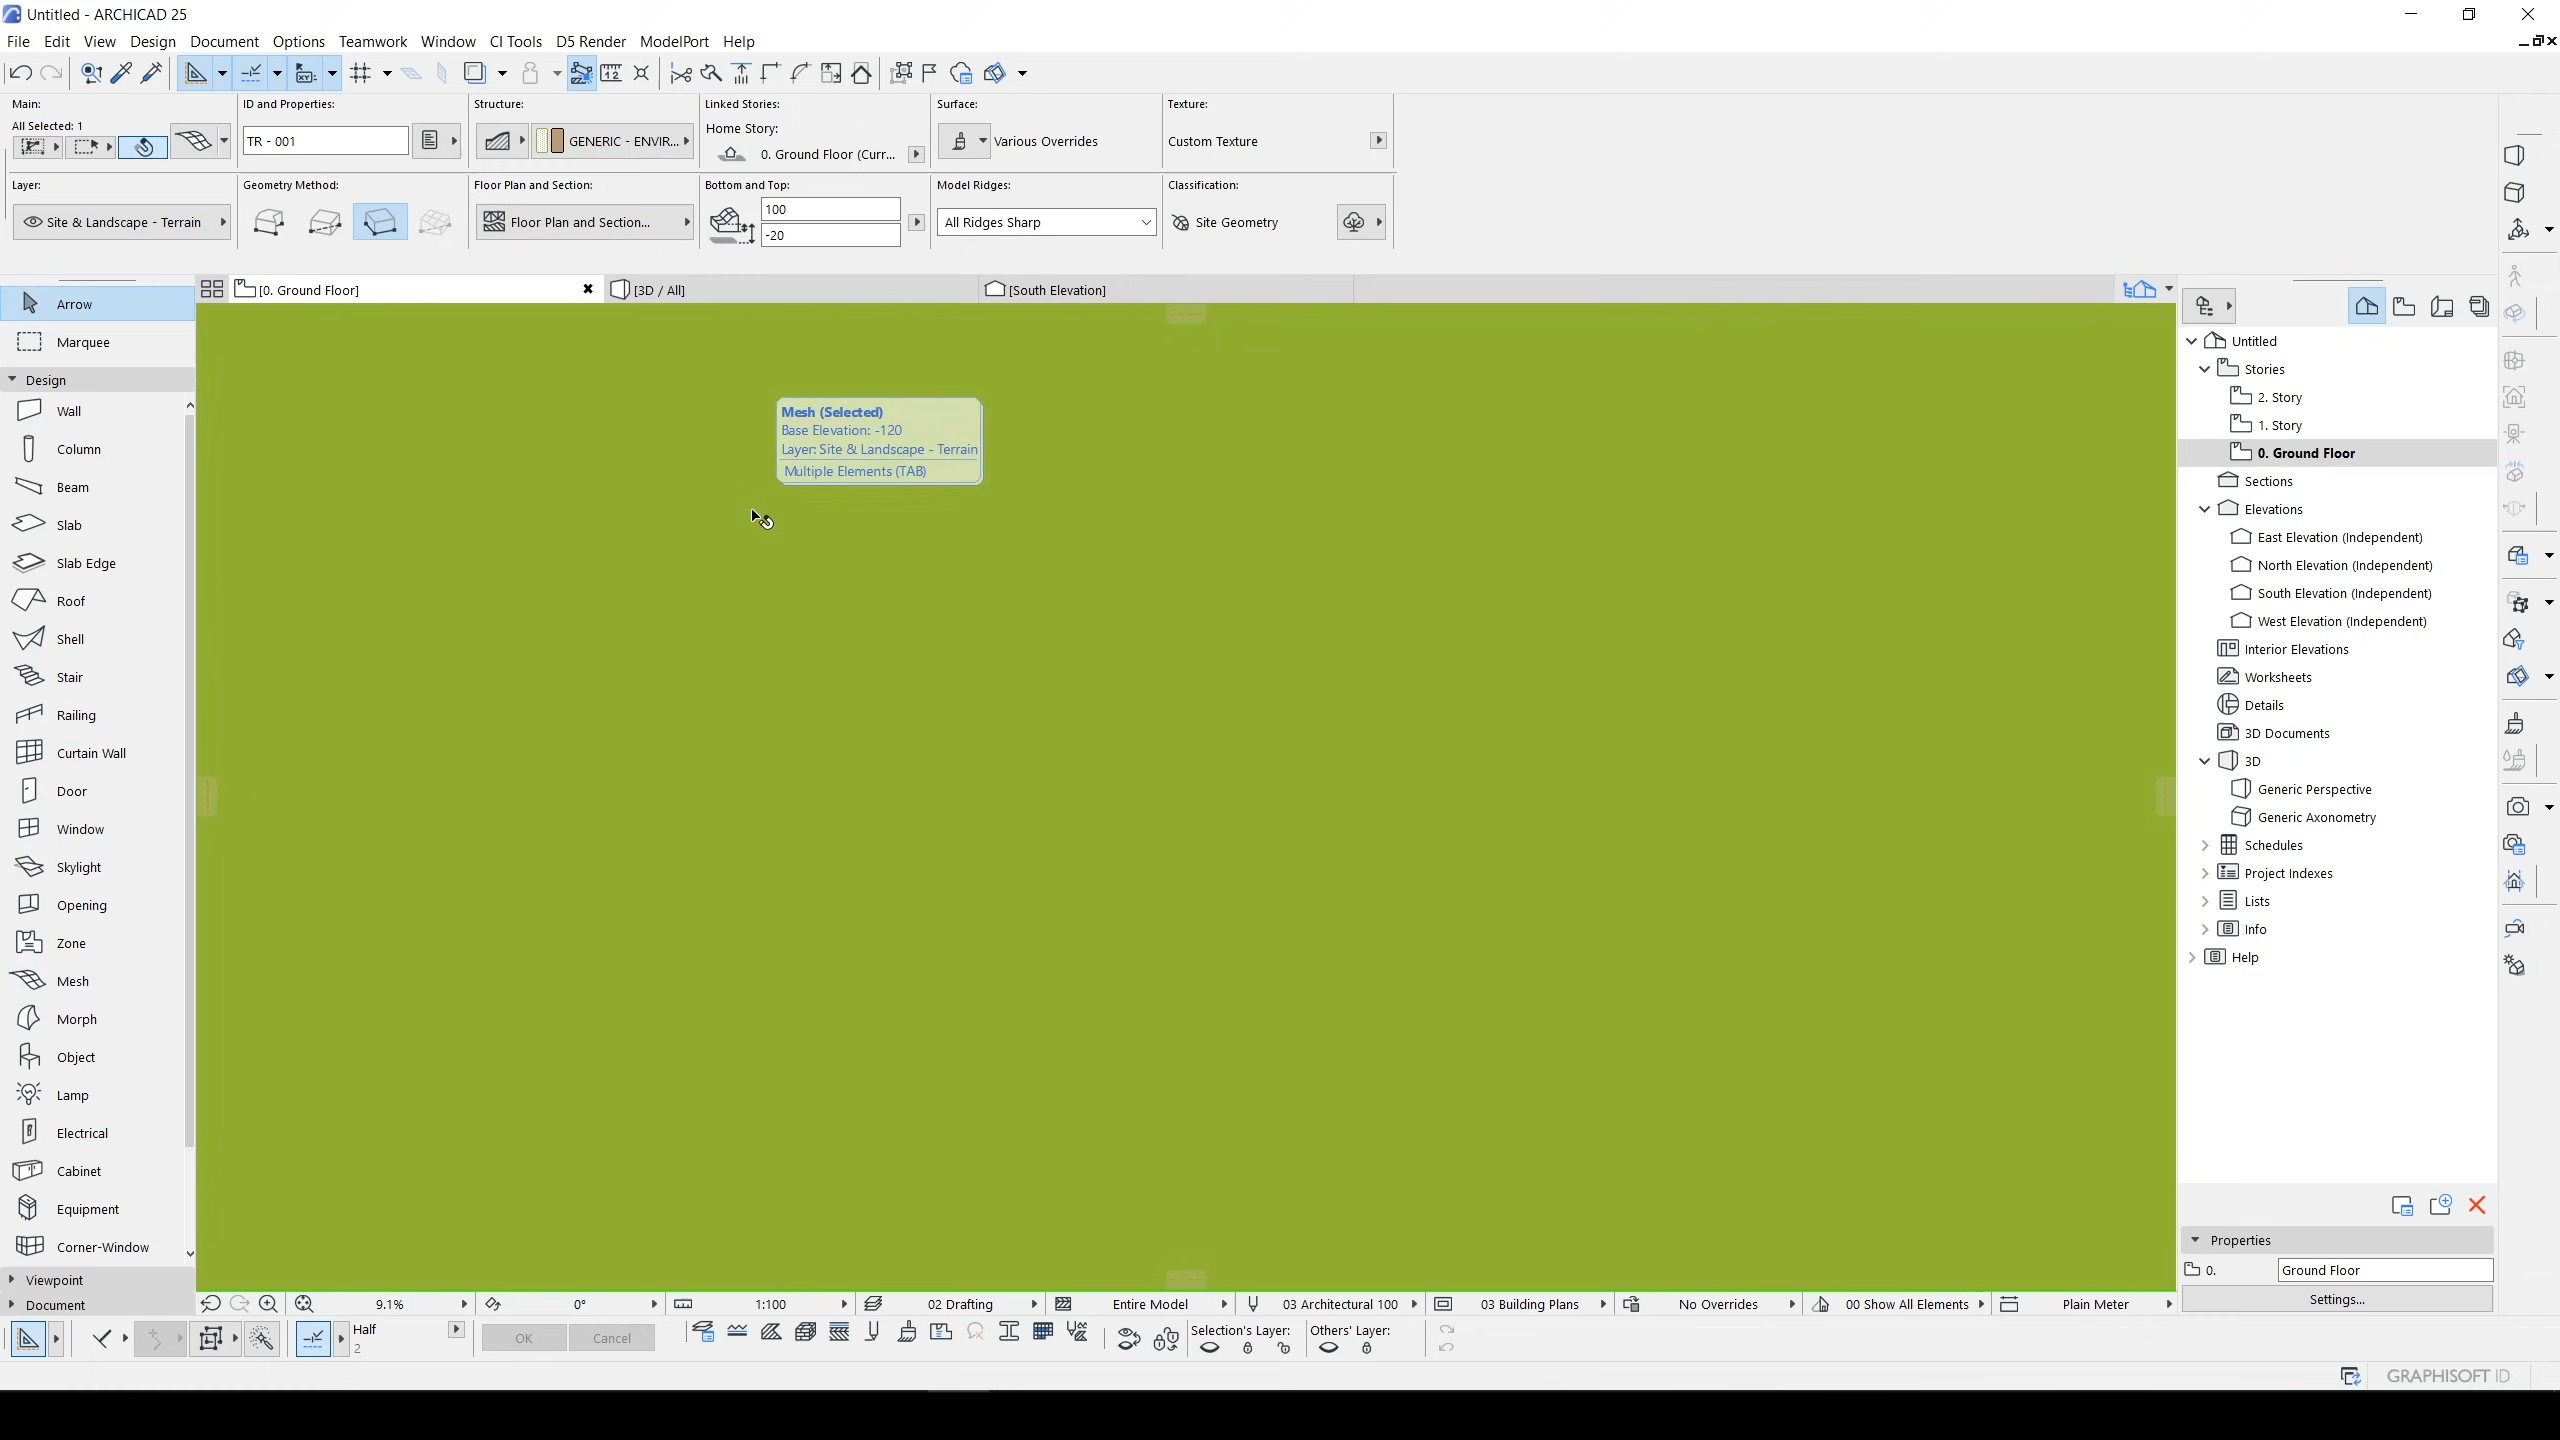 Untitled - ARCHICAD 25
File Edit View Design Document Options Teamwork Window CI Tools D5 Render ModelPort Help
Main:
ID and Properties:
Structure:
Linked Stories:
Surface:
Texture:
All Selected: 1
TR - 001
GENERIC - ENVIR...
Home Story:
0. Ground Floor (Curr...
Various Overrides
Custom Texture
Layer:
Geometry Method:
Floor Plan and Section:
Bottom and Top:
Model Ridges:
Classification:
Site & Landscape - Terrain
Floor Plan and Section...
100
-20
All Ridges Sharp
Site Geometry
[0. Ground Floor]
[3D / All]
[South Elevation]
Arrow
Marquee
Design
Wall
Column
Beam
Slab
Slab Edge
Roof
Shell
Stair
Railing
Curtain Wall
Door
Window
Skylight
Opening
Zone
Mesh
Morph
Object
Lamp
Electrical
Cabinet
Equipment
Corner-Window
Viewpoint
Document
Mesh (Selected)
Base Elevation: -120
Layer: Site & Landscape - Terrain
Multiple Elements (TAB)
Untitled
Stories
2. Story
1. Story
0. Ground Floor
Sections
Elevations
East Elevation (Independent)
North Elevation (Independent)
South Elevation (Independent)
West Elevation (Independent)
Interior Elevations
Worksheets
Details
3D Documents
3D
Generic Perspective
Generic Axonometry
Schedules
Project Indexes
Lists
Info
Help
Properties
0.
Ground Floor
Settings...
9.1%
0°
1:100
02 Drafting
Entire Model
03 Architectural 100
03 Building Plans
No Overrides
00 Show All Elements
Plain Meter
Half
2
OK
Cancel
Selection's Layer:
Others' Layer:
GRAPHISOFT ID